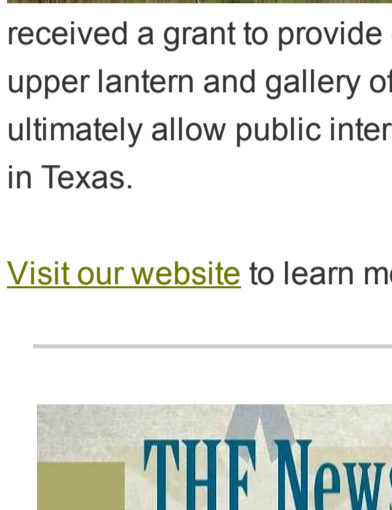 received a grant to provide
upper lantern and gallery of
ultimately allow public inter
in Texas.
Visit our website to learn m
THF News